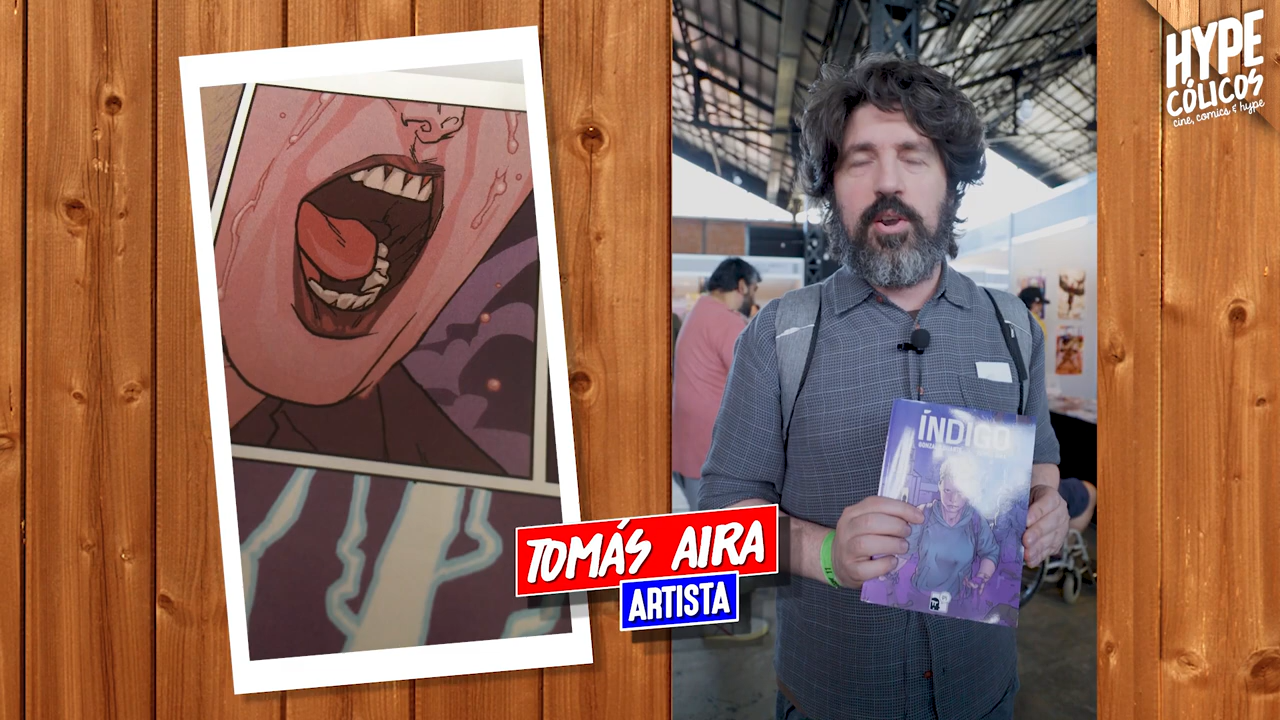 HYPE
CÓLICOS
cine, comics & hype
ÍNDIGO
TOMÁS AIRA
ARTISTA